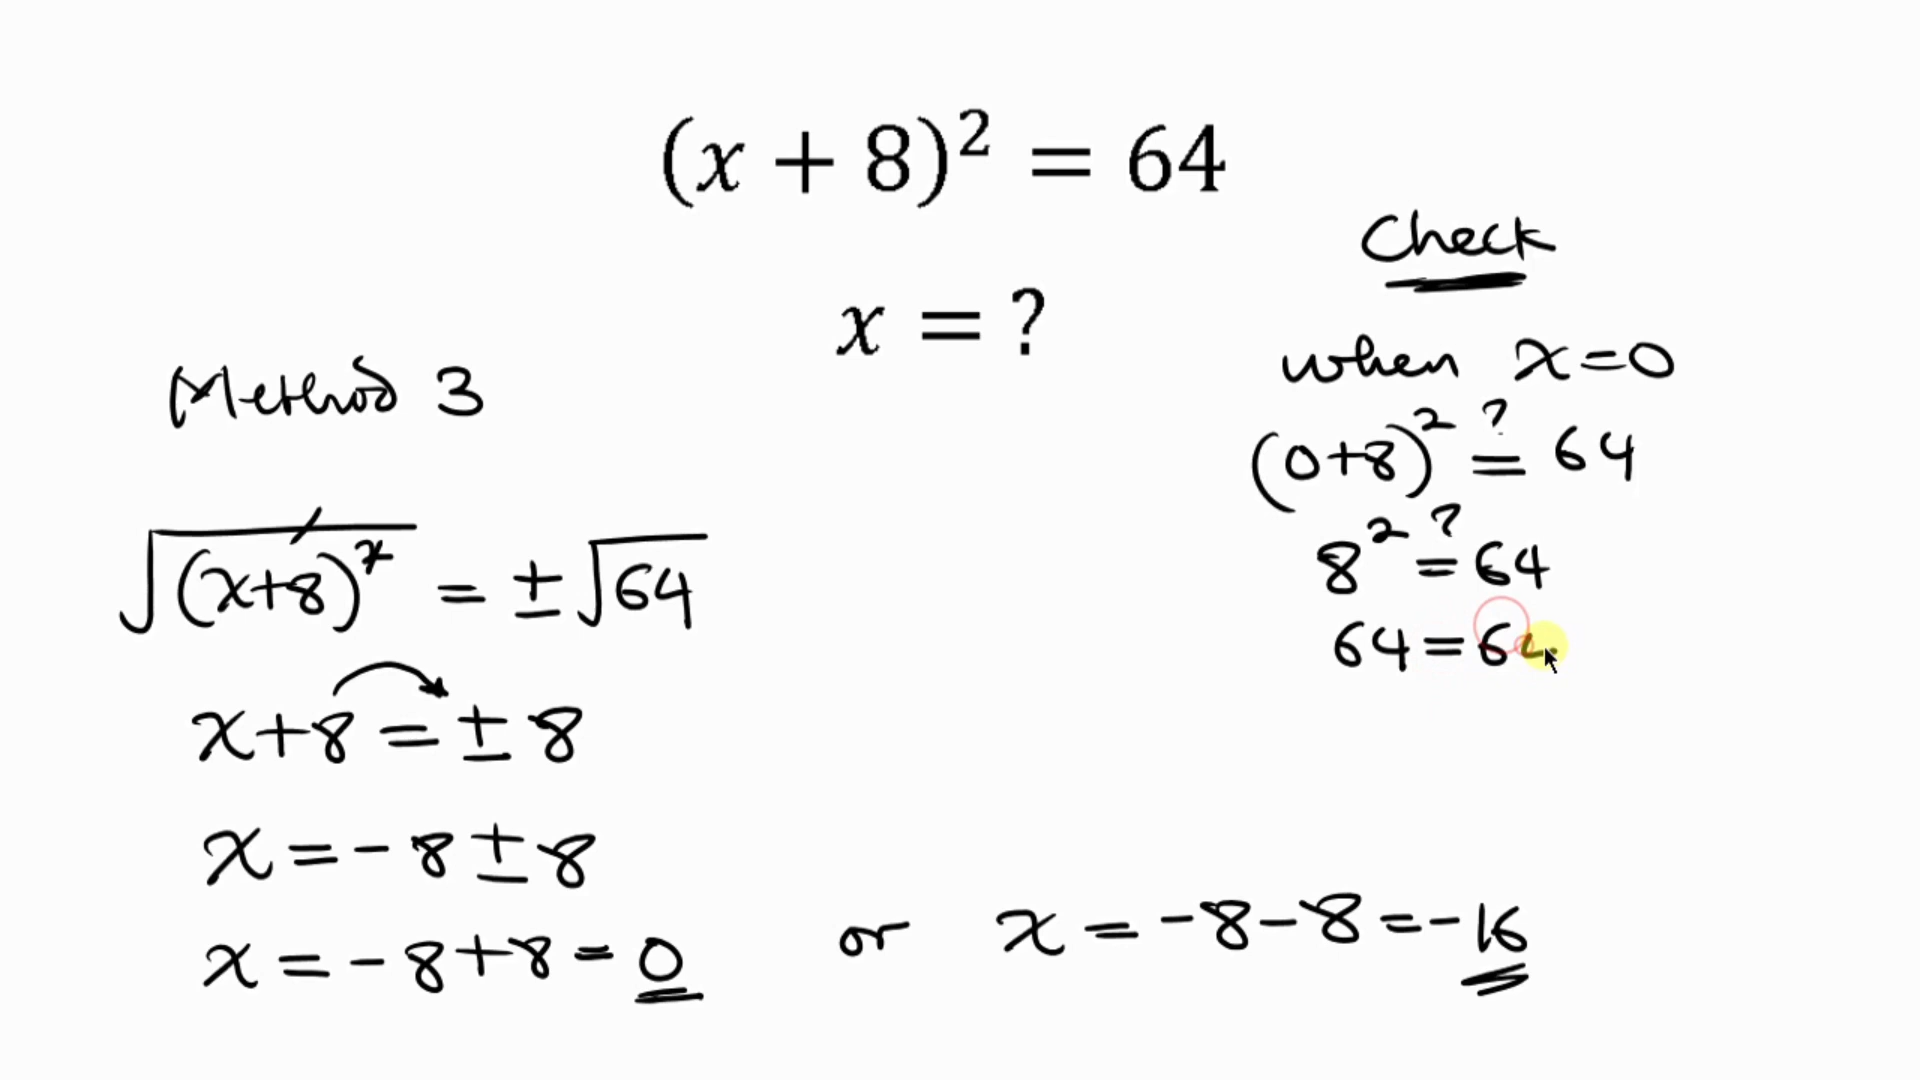 (x + 8)² = 64
x = ?
Method 3
√(x+8)² = ± √64
x+8 = ± 8
x = - 8 ± 8
x = - 8 + 8 = 0 or x = -8 - 8 = - 16
Check
when x = 0
(0+8)² ≟ 64
8² ≟ 64
64 = 64